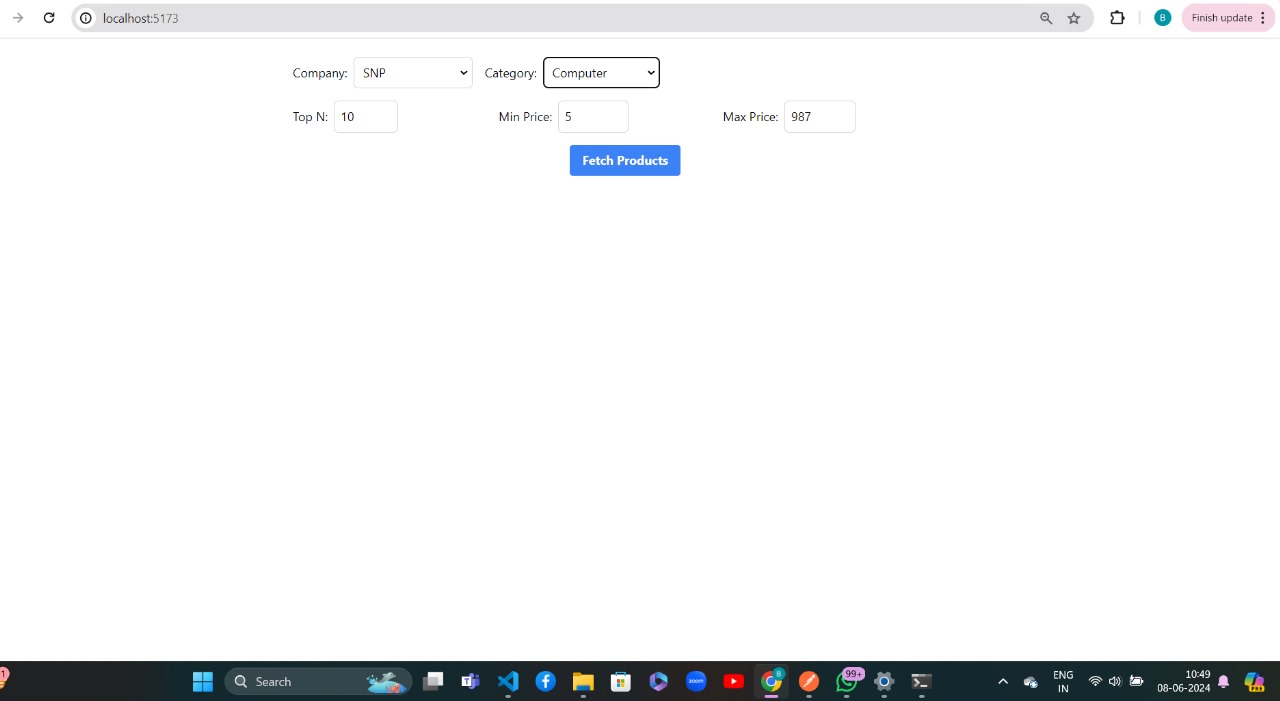 localhost:5173
B
Finish update
Company: SNP Category: Computer
Top N: 10 Min Price: 5 Max Price: 987
Fetch Products
1
Search
zoom
B
99+
ENG
IN
10:49
08-06-2024
PRE